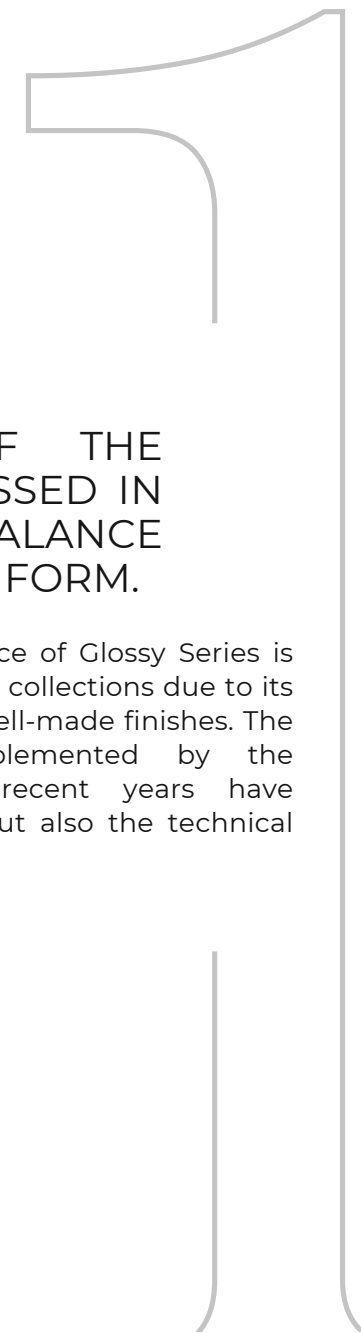 F THE
SSED IN
ALANCE
FORM.
ce of Glossy Series is
collections due to its
ell-made finishes. The
plemented by the
recent years have
ut also the technical